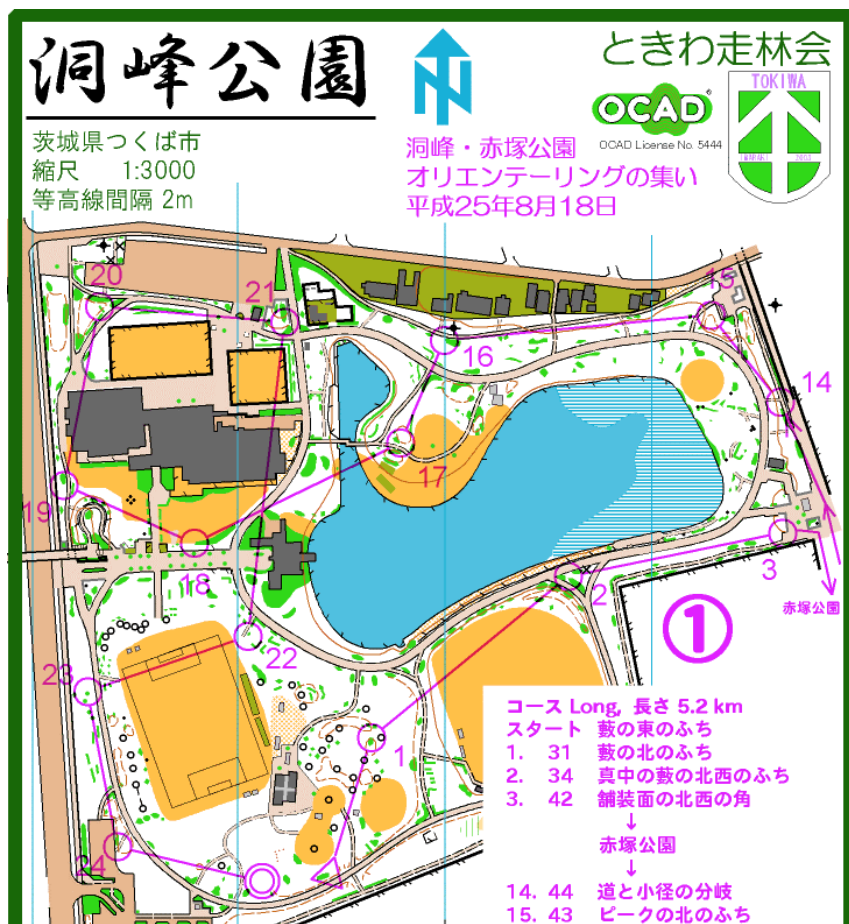 洞峰公園
ときわ走林会
茨城県つくば市
縮尺 1:3000
等高線間隔 2m
洞峰・赤塚公園
オリエンテーリングの集い
平成25年8月18日
OCAD
OCAD License No. 5444
TOKIWA
20
21
15
16
14
17
19
18
3
2
赤塚公園
①
22
23
1
24
コース Long, 長さ 5.2 km
スタート 藪の東のふち
1. 31 藪の北のふち
2. 34 真中の藪の北西のふち
3. 42 舗装面の北西の角
↓
赤塚公園
↓
14. 44 道と小径の分岐
15. 43 ピークの北のふち